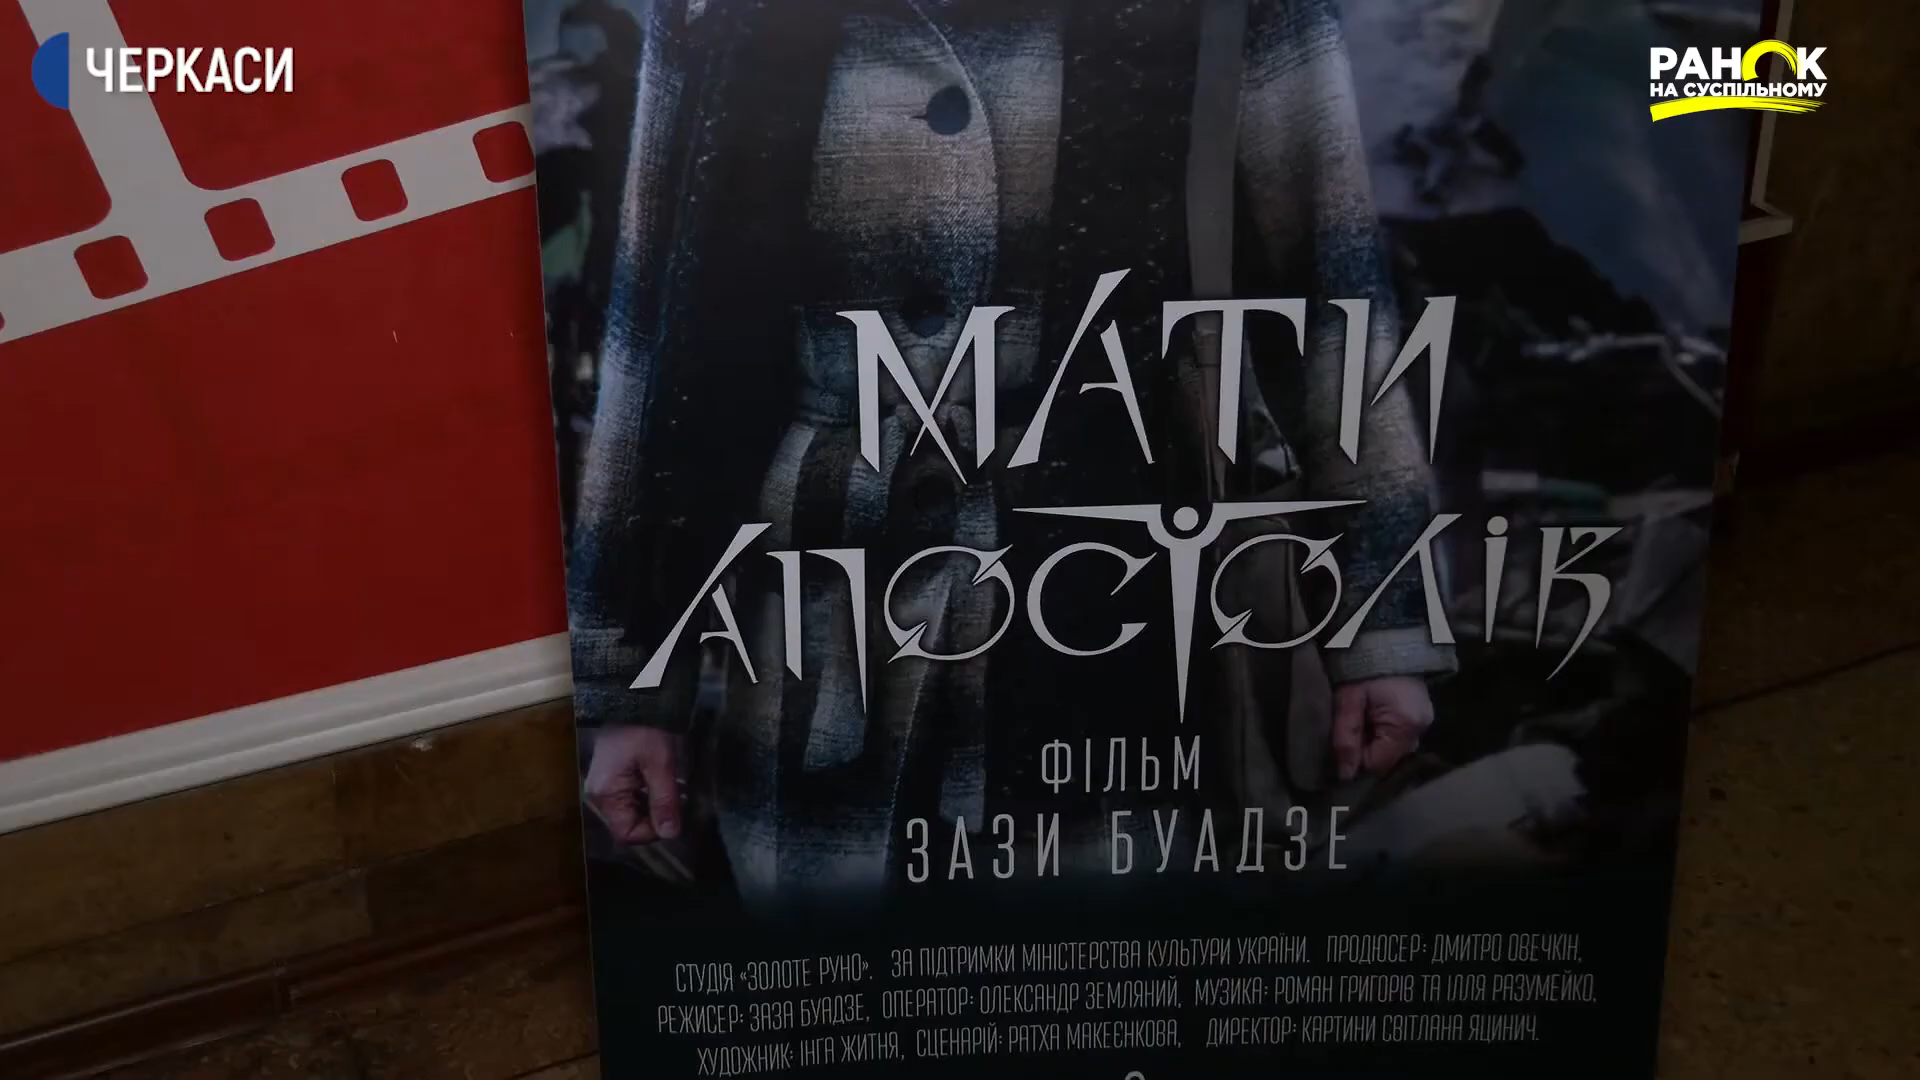 ЧЕРКАСИ
РАНОК
НА СУСПІЛЬНОМУ
МАТИ
АПОСТОЛІВ
ФІЛЬМ
ЗАЗИ БУАДЗЕ
СТУДІЯ «ЗОЛОТЕ РУНО». ЗА ПІДТРИМКИ МІНІСТЕРСТВА КУЛЬТУРИ УКРАЇНИ. ПРОДЮСЕР: ДМИТРО ОВЕЧКІН,
РЕЖИСЕР: ЗАЗА БУАДЗЕ, ОПЕРАТОР: ОЛЕКСАНДР ЗЕМЛЯНИЙ, МУЗИКА: РОМАН ГРИГОРІВ ТА ІЛЛЯ РАЗУМЕЙКО,
ХУДОЖНИК: ІНГА ЖИТНЯ, СЦЕНАРІЙ: РАТХА МАКЕЄНКОВА, ДИРЕКТОР: КАРТИНИ СВІТЛАНА ЯЦИНИЧ.